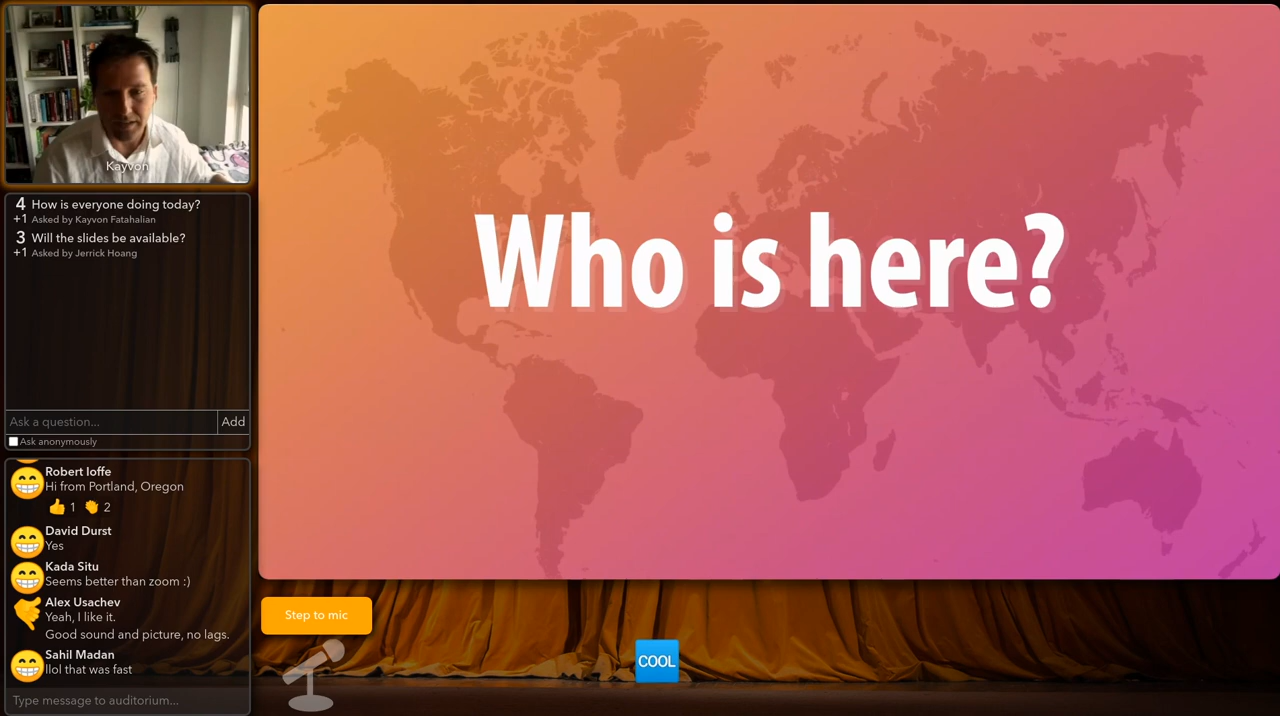 Kayvon
4 How is everyone doing today?
+1 Asked by Kayvon Fatahalian
3 Will the slides be available?
+1 Asked by Jerrick Hoang
Ask a question...
Add
Ask anonymously
Robert Ioffe
Hi from Portland, Oregon
👍 1 👏 2
David Durst
Yes
Kada Situ
Seems better than zoom :)
Alex Usachev
Yeah, I like it.
Good sound and picture, no lags.
Sahil Madan
llol that was fast
Type message to auditorium...
Who is here?
Step to mic
COOL